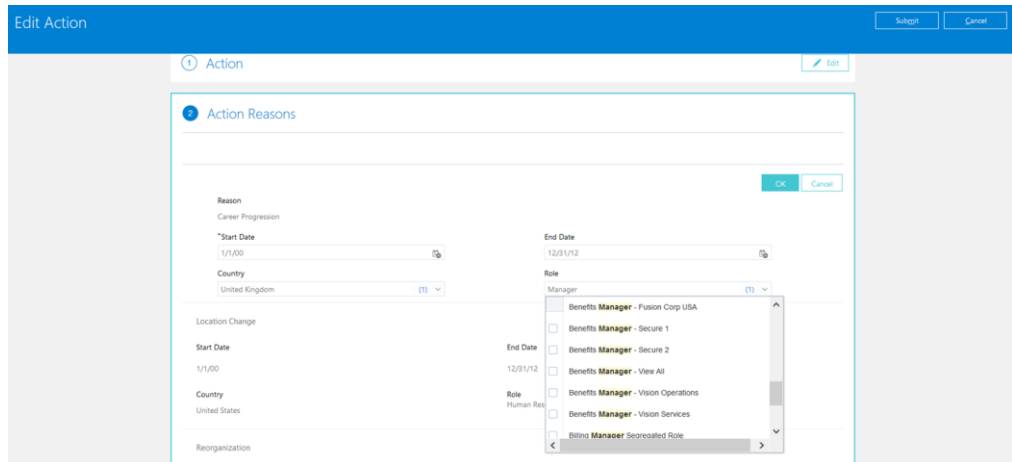 Edit Action
Submit Cancel
1 Action Edit
2 Action Reasons
OK Cancel
Reason
Career Progression
*Start Date End Date
1/1/00 12/31/12
Country Role
United Kingdom (1) Manager (1)
Benefits Manager - Fusion Corp USA
Location Change
Benefits Manager - Secure 1
Start Date End Date
Benefits Manager - Secure 2
1/1/00 12/31/12
Benefits Manager - View All
Country Role
Benefits Manager - Vision Operations
United States Human Res
Benefits Manager - Vision Services
Billing Manager Segregated Role
Reorganization